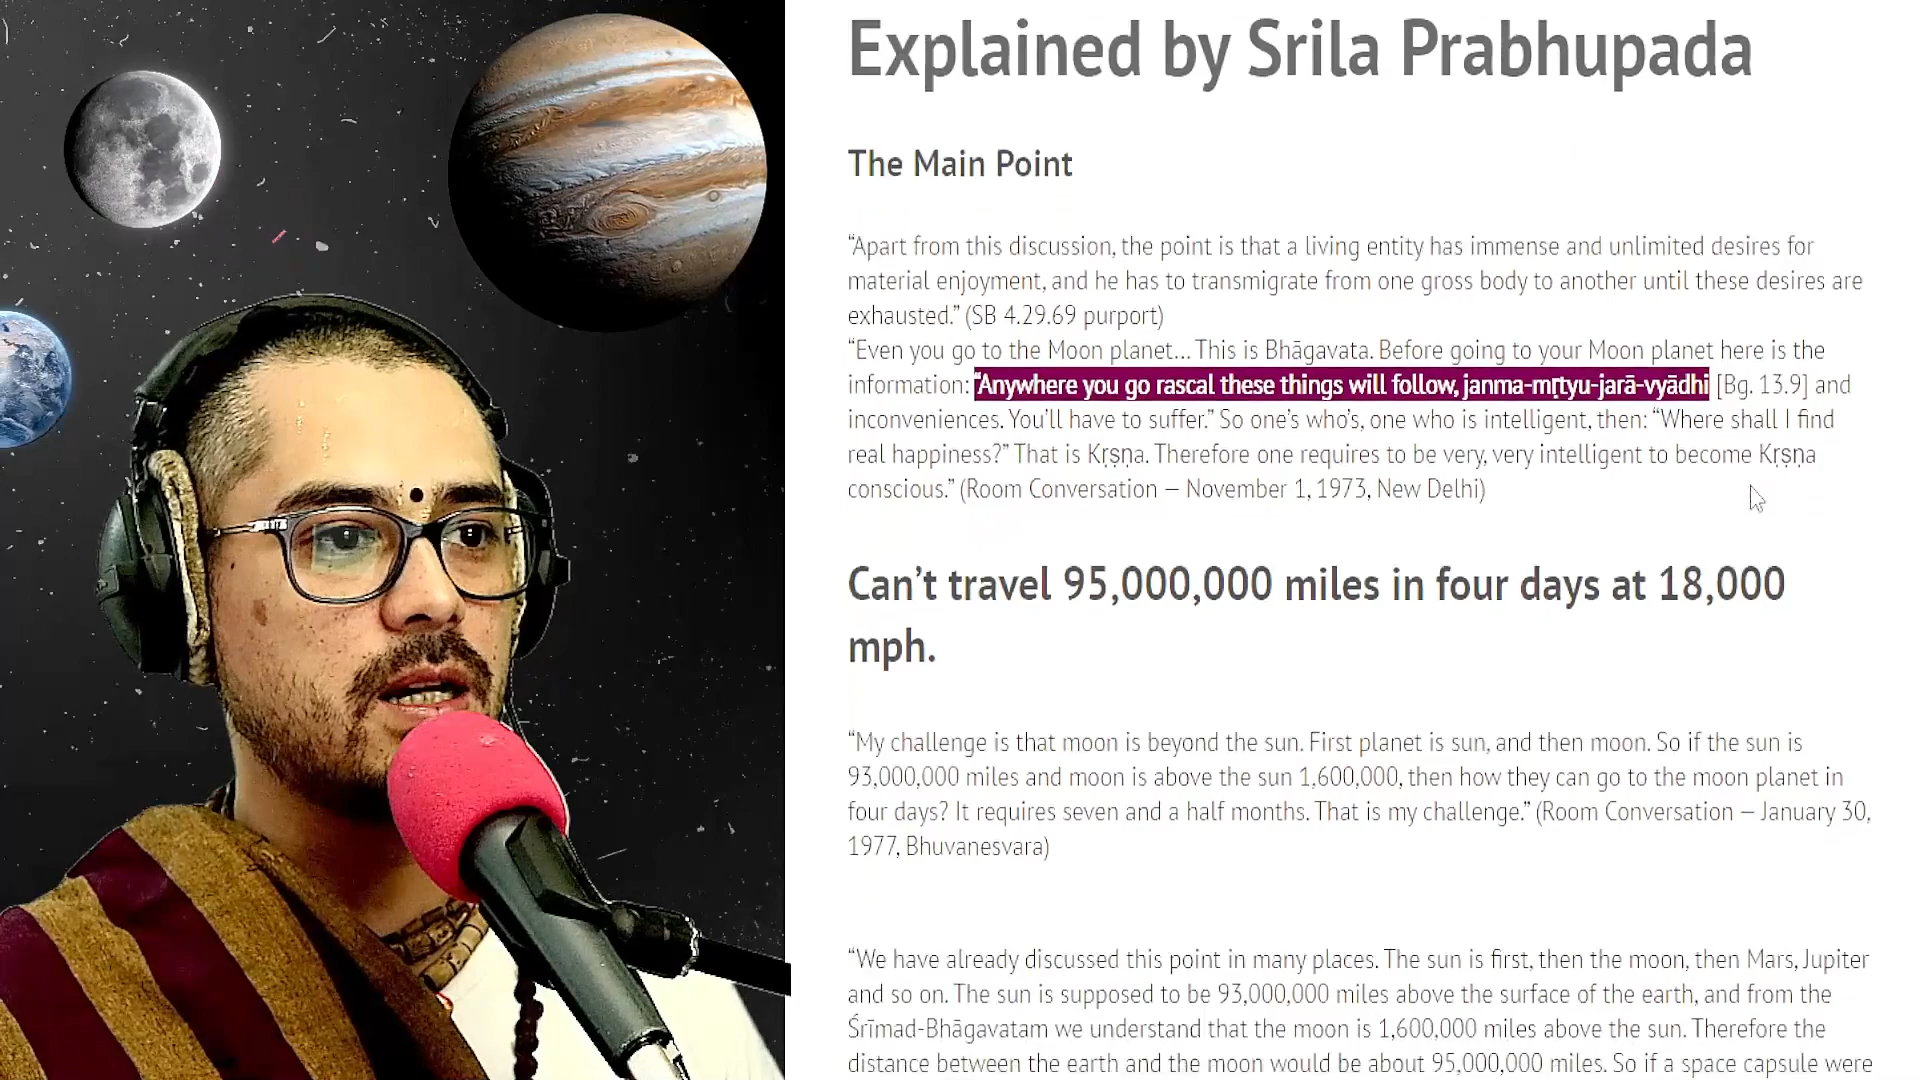 Explained by Srila Prabhupada
The Main Point
“Apart from this discussion, the point is that a living entity has immense and unlimited desires for
material enjoyment, and he has to transmigrate from one gross body to another until these desires are
exhausted.” (SB 4.29.69 purport)
“Even you go to the Moon planet… This is Bhāgavata. Before going to your Moon planet here is the
information: “Anywhere you go rascal these things will follow, janma-mṛtyu-jarā-vyādhi [Bg. 13.9] and
inconveniences. You’ll have to suffer.” So one’s who’s, one who is intelligent, then: “Where shall I find
real happiness?” That is Kṛṣṇa. Therefore one requires to be very, very intelligent to become Kṛṣṇa
conscious.” (Room Conversation — November 1, 1973, New Delhi)
Can’t travel 95,000,000 miles in four days at 18,000
mph.
“My challenge is that moon is beyond the sun. First planet is sun, and then moon. So if the sun is
93,000,000 miles and moon is above the sun 1,600,000, then how they can go to the moon planet in
four days? It requires seven and a half months. That is my challenge.” (Room Conversation — January 30,
1977, Bhuvanesvara)
“We have already discussed this point in many places. The sun is first, then the moon, then Mars, Jupiter
and so on. The sun is supposed to be 93,000,000 miles above the surface of the earth, and from the
Śrīmad-Bhāgavatam we understand that the moon is 1,600,000 miles above the sun. Therefore the
distance between the earth and the moon would be about 95,000,000 miles. So if a space capsule were